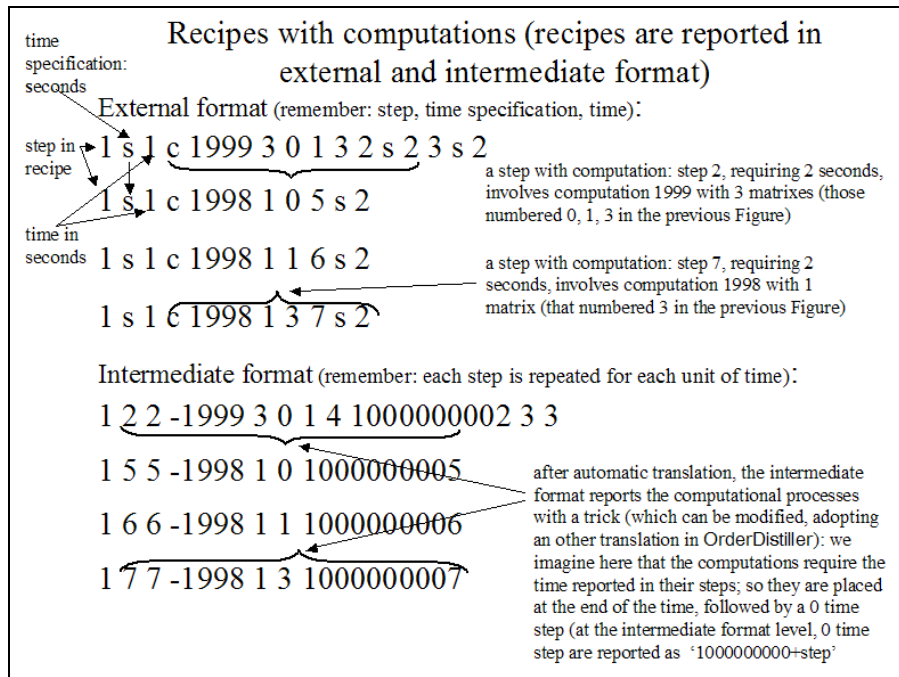 Recipes with computations (recipes are reported in
external and intermediate format)
time
specification:
seconds
External format (remember: step, time specification, time):
step in
recipe
1 s 1 c 1999 3 0 1 3 2 s 2 3 s 2
a step with computation: step 2, requiring 2 seconds,
involves computation 1999 with 3 matrixes (those
numbered 0, 1, 3 in the previous Figure)
1 s 1 c 1998 1 0 5 s 2
time in
seconds
1 s 1 c 1998 1 1 6 s 2
a step with computation: step 7, requiring 2
seconds, involves computation 1998 with 1
matrix (that numbered 3 in the previous Figure)
1 s 1 c 1998 1 3 7 s 2
Intermediate format (remember: each step is repeated for each unit of time):
1 2 2 -1999 3 0 1 4 1000000002 3 3
1 5 5 -1998 1 0 1000000005
1 6 6 -1998 1 1 1000000006
1 7 7 -1998 1 3 1000000007
after automatic translation, the intermediate
format reports the computational processes
with a trick (which can be modified, adopting
an other translation in OrderDistiller): we
imagine here that the computations require the
time reported in their steps; so they are placed
at the end of the time, followed by a 0 time
step (at the intermediate format level, 0 time
step are reported as ‘1000000000+step’